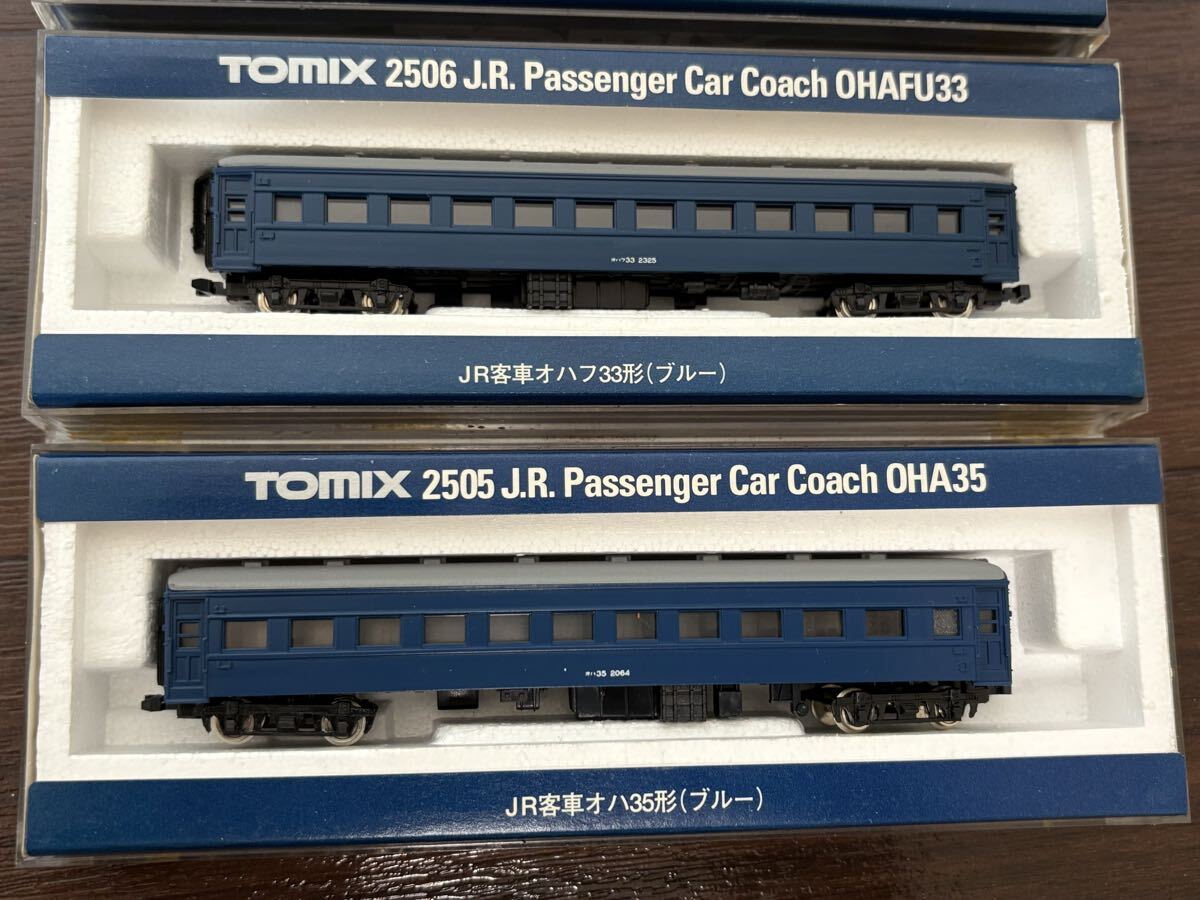 TOMIX 2506 J.R. Passenger Car Coach OHAFU33
オハフ33 2325
JR客車オハフ33形(ブルー)
TOMIX 2505 J.R. Passenger Car Coach OHA35
オハ35 2064
JR客車オハ35形(ブルー)